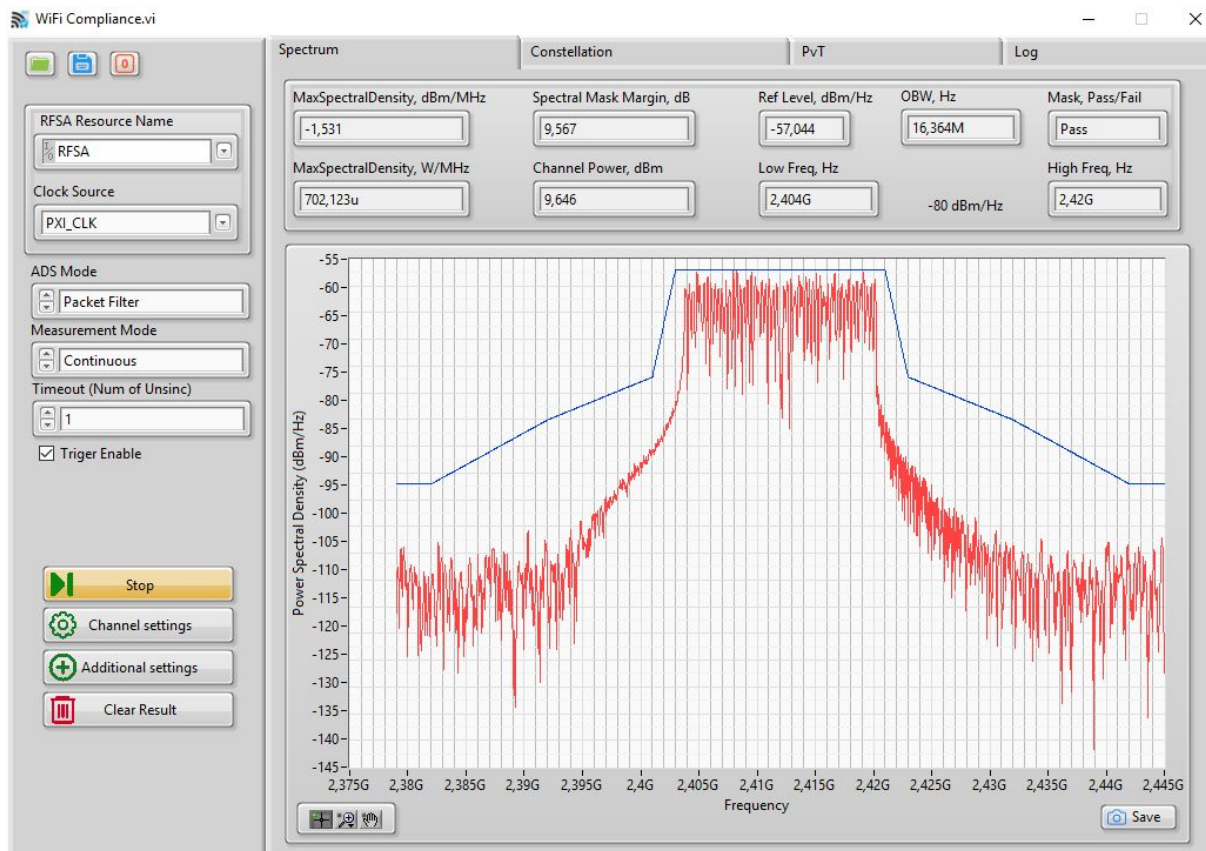 WiFi Compliance.vi
RFSA Resource Name
I/O RFSA
Clock Source
PXI_CLK
ADS Mode
Packet Filter
Measurement Mode
Continuous
Timeout (Num of Unsinc)
1
Triger Enable
Stop
Channel settings
Additional settings
Clear Result
Spectrum Constellation PvT Log
MaxSpectralDensity, dBm/MHz Spectral Mask Margin, dB Ref Level, dBm/Hz OBW, Hz Mask, Pass/Fail
-1,531 9,567 -57,044 16,364M Pass
MaxSpectralDensity, W/MHz Channel Power, dBm Low Freq, Hz High Freq, Hz
702,123u 9,646 2,404G -80 dBm/Hz 2,42G
Power Spectral Density (dBm/Hz)
-55
-60
-65
-70
-75
-80
-85
-90
-95
-100
-105
-110
-115
-120
-125
-130
-135
-140
-145
2,375G 2,38G 2,385G 2,39G 2,395G 2,4G 2,405G 2,41G 2,415G 2,42G 2,425G 2,43G 2,435G 2,44G 2,445G
Frequency
Save